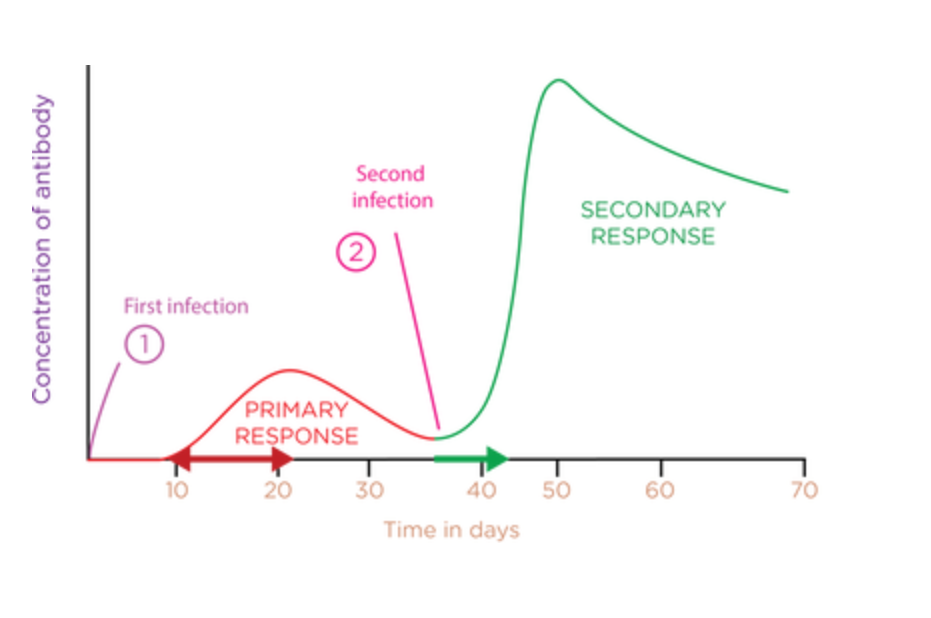 Concentration of antibody
First infection
1
Second
infection
2
PRIMARY
RESPONSE
SECONDARY
RESPONSE
10
20
30
40
50
60
70
Time in days